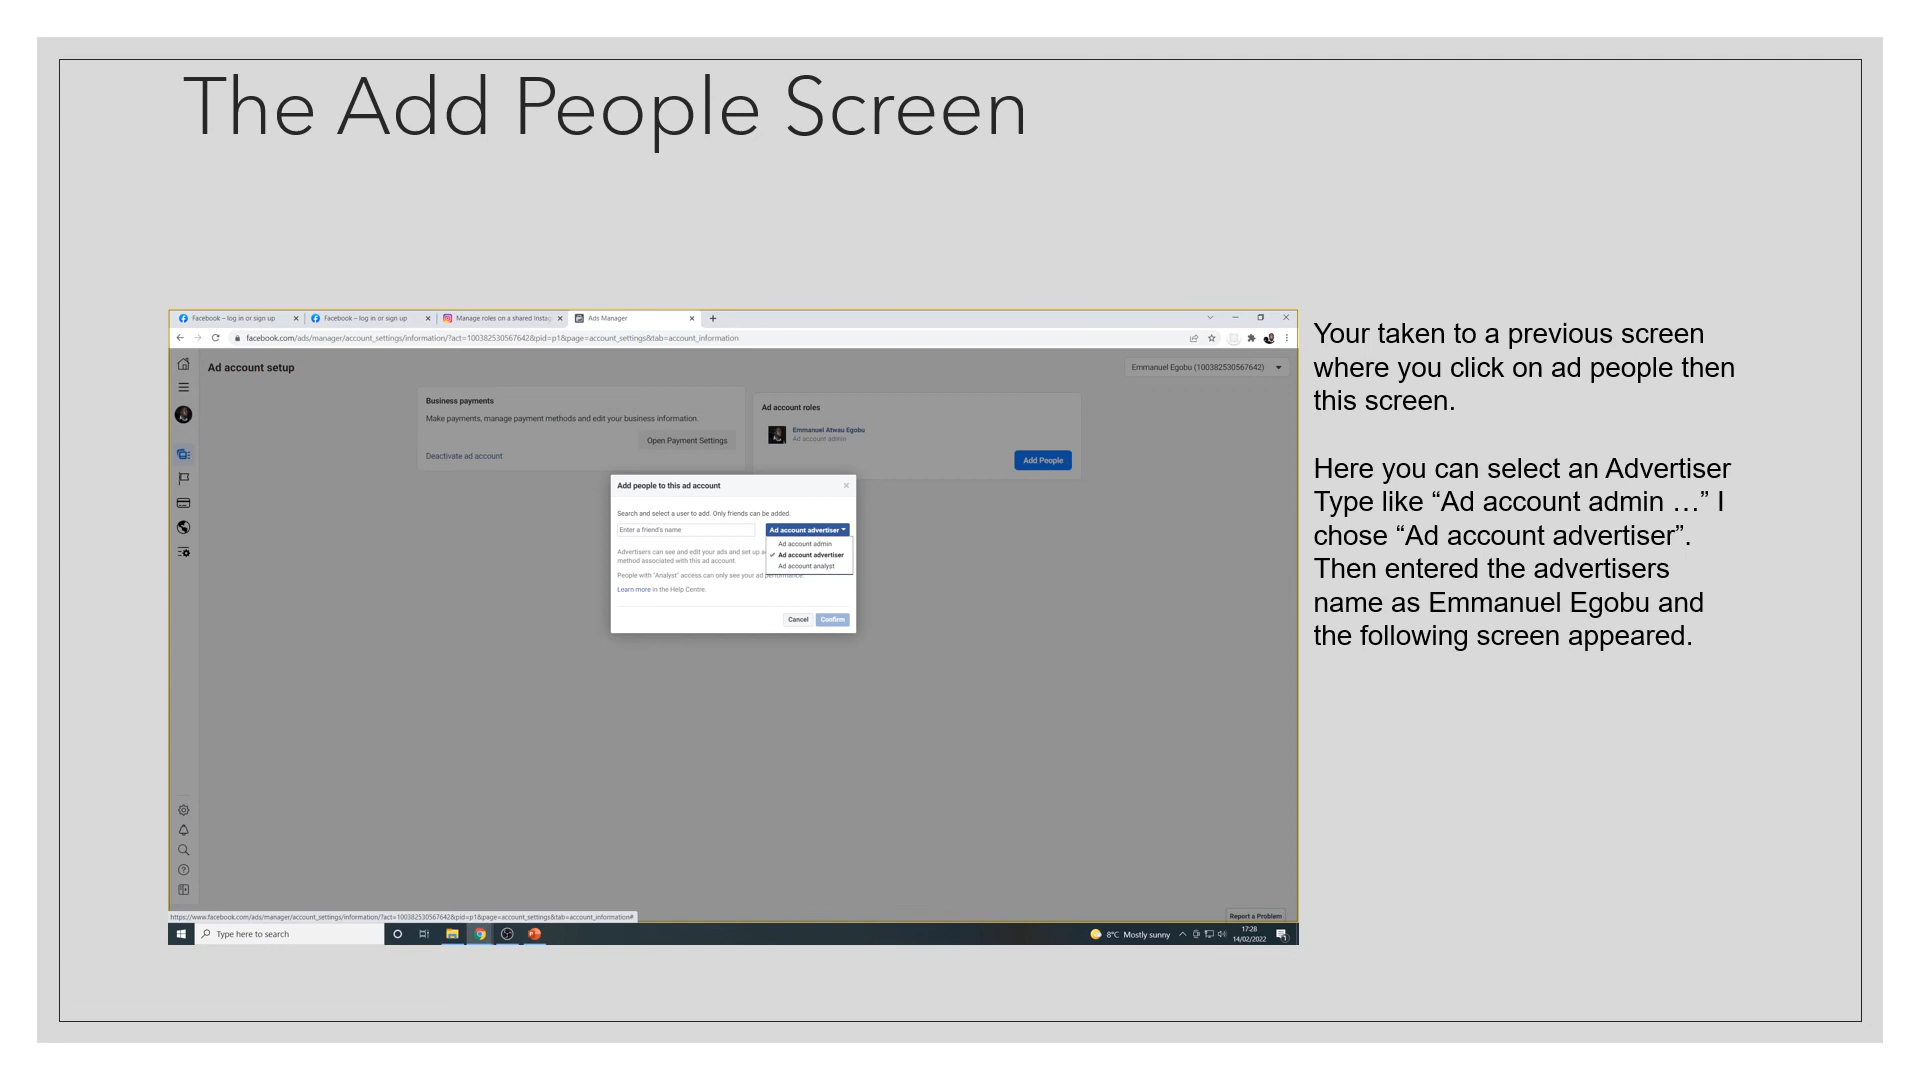 The Add People Screen
Facebook – log in or sign up
Facebook – log in or sign up
Manage roles on a shared Insta
Ads Manager
facebook.com/ads/manager/account_settings/information/?act=100382530567642&pid=p1&page=account_settings&tab=account_information
Ad account setup
Emmanuel Egobu (100382530567642)
Business payments
Make payments, manage payment methods and edit your business information.
Open Payment Settings
Deactivate ad account
Ad account roles
Emmanuel Atwau Egobu
Ad account admin
Add People
Add people to this ad account
Search and select a user to add. Only friends can be added.
Enter a friend's name
Ad account advertiser
Ad account admin
Ad account advertiser
Ad account analyst
Advertisers can see and edit your ads and set up
method associated with this ad account.
People with "Analyst" access can only see your ad performance.
Learn more in the Help Centre.
Cancel
Confirm
https://www.facebook.com/ads/manager/account_settings/information/?act=100382530567642&pid=p1&page=account_settings&tab=account_information#
Report a Problem
Type here to search
8°C Mostly sunny
17:28
14/02/2022
Your taken to a previous screen
where you click on ad people then
this screen.
Here you can select an Advertiser
Type like “Ad account admin …” I
chose “Ad account advertiser”.
Then entered the advertisers
name as Emmanuel Egobu and
the following screen appeared.